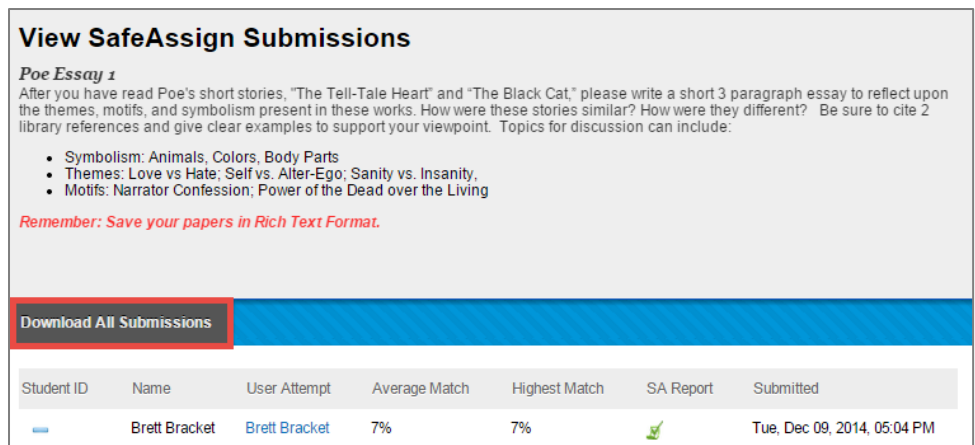 View SafeAssign Submissions
Poe Essay 1
After you have read Poe's short stories, "The Tell-Tale Heart" and “The Black Cat,” please write a short 3 paragraph essay to reflect upon
the themes, motifs, and symbolism present in these works. How were these stories similar? How were they different?   Be sure to cite 2
library references and give clear examples to support your viewpoint.  Topics for discussion can include:
• Symbolism: Animals, Colors, Body Parts
• Themes: Love vs Hate; Self vs. Alter-Ego; Sanity vs. Insanity,
• Motifs: Narrator Confession; Power of the Dead over the Living
Remember: Save your papers in Rich Text Format.
Download All Submissions
Student ID Name User Attempt Average Match Highest Match SA Report Submitted
Brett Bracket Brett Bracket 7% 7% Tue, Dec 09, 2014, 05:04 PM